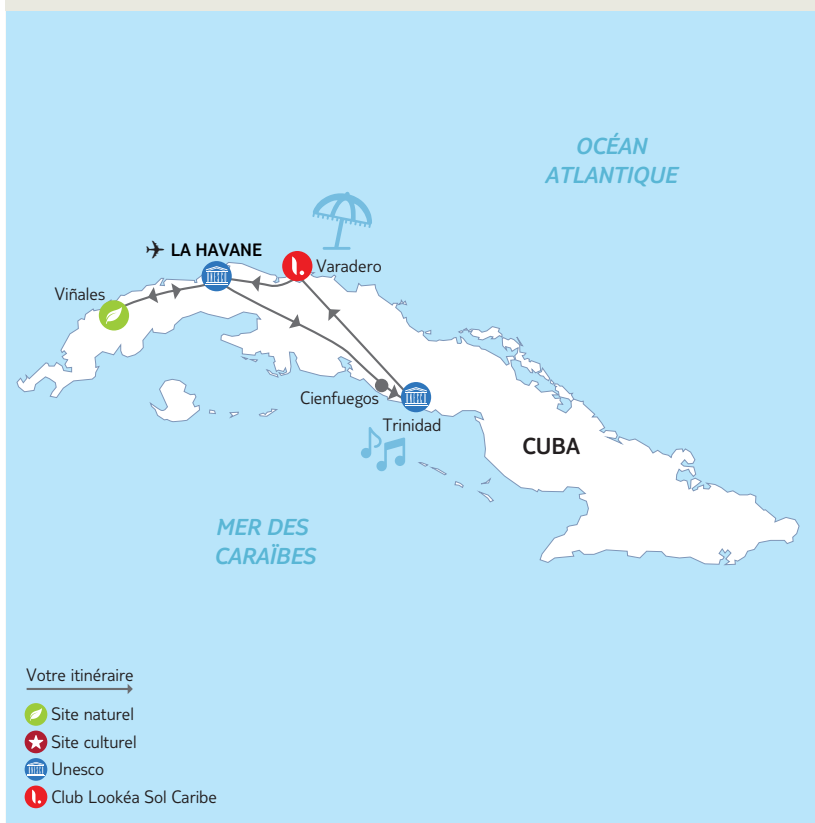 OCÉAN
ATLANTIQUE
LA HAVANE
Varadero
Viñales
Cienfuegos
Trinidad
CUBA
MER DES
CARAÏBES
Votre itinéraire
Site naturel
Site culturel
Unesco
Club Lookéa Sol Caribe